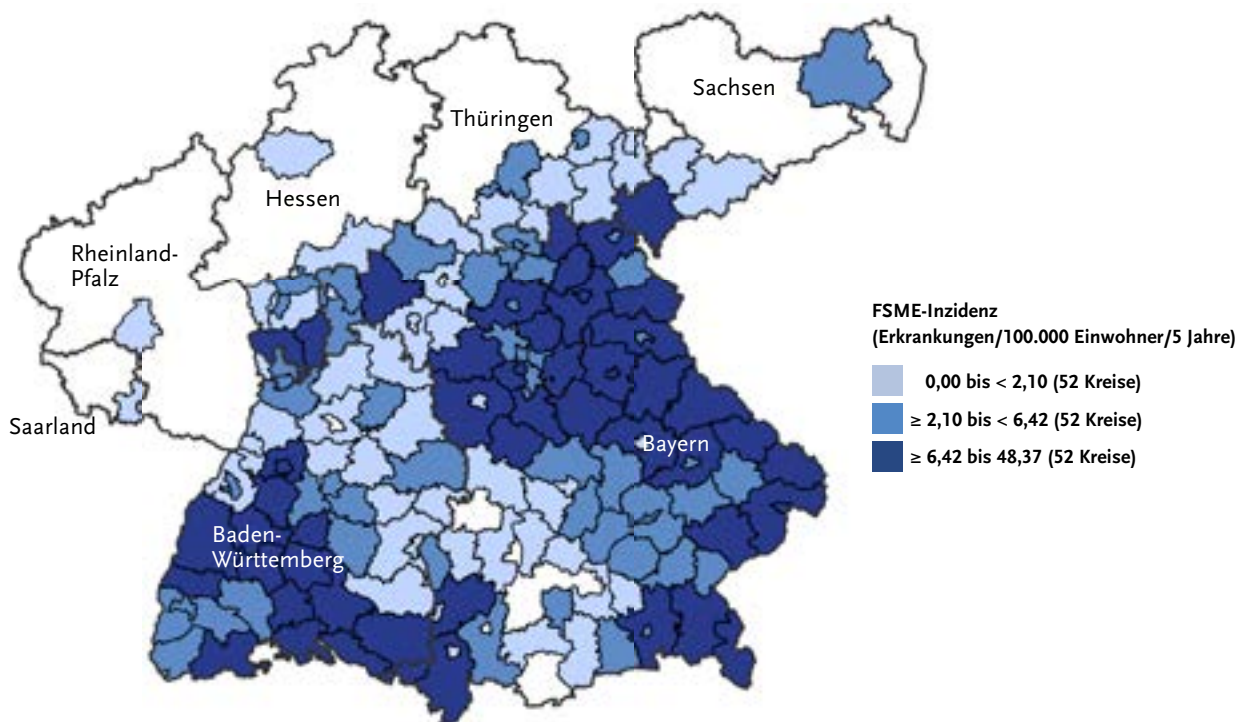 Sachsen
Thüringen
Hessen
Rheinland-
Pfalz
Saarland
Bayern
Baden-
Württemberg
FSME-Inzidenz
(Erkrankungen/100.000 Einwohner/5 Jahre)
0,00 bis < 2,10 (52 Kreise)
≥ 2,10 bis < 6,42 (52 Kreise)
≥ 6,42 bis 48,37 (52 Kreise)